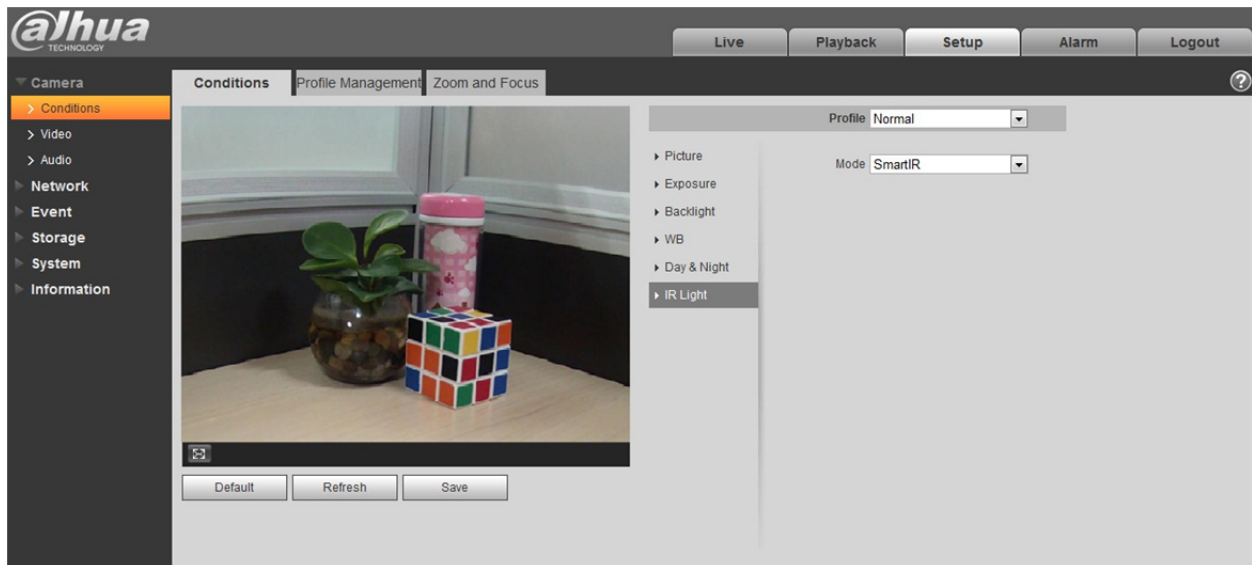 alhua
TECHNOLOGY
Live
Playback
Setup
Alarm
Logout
Camera
Conditions
Video
Audio
Network
Event
Storage
System
Information
Conditions
Profile Management
Zoom and Focus
?
Default
Refresh
Save
Profile Normal
Picture
Exposure
Backlight
WB
Day & Night
IR Light
Mode SmartIR